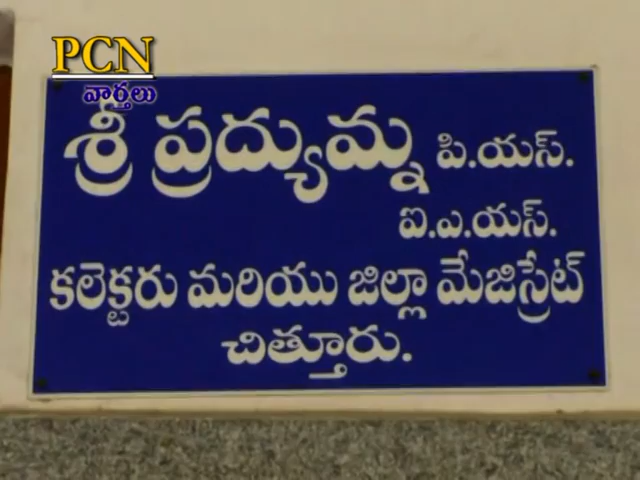 PCN
వార్తలు
శ్రీ ప్రద్యుమ్న పి.యస్.
ఐ.ఎ.యస్.
కలెక్టరు మరియు జిల్లా మేజిస్రేట్
చిత్తూరు.